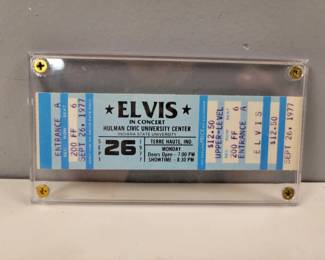 ENTRANCE A
200 FF 6
SEPT 26, 1977
★ ELVIS ★
IN CONCERT
HULMAN CIVIC UNIVERSITY CENTER
INDIANA STATE UNIVERSITY
SEPT 26 1977
TERRE HAUTE, IND.
MONDAY
Doors Open - 7:00 PM
SHOWTIME - 8:30 PM
$12.50
UPPER-LEVEL
200 FF 6
ENTRANCE A
ELVIS
SEPT 26, 1977
$12.50